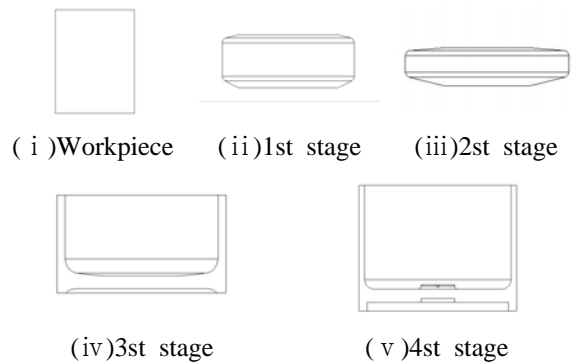 (ⅰ)Workpiece
(ⅱ)1st stage
(ⅲ)2st stage
(ⅳ)3st stage
(ⅴ)4st stage